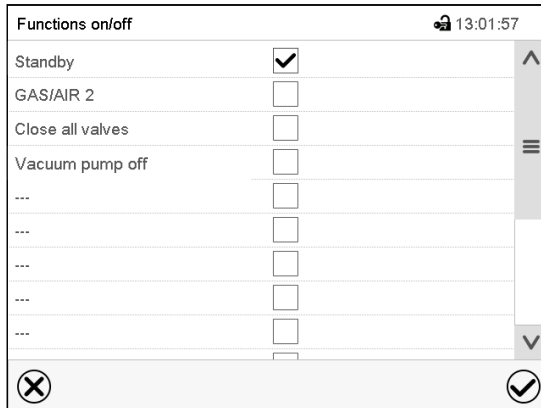 Functions on/off 13:01:57
Standby
GAS/AIR 2
Close all valves
Vacuum pump off
---
---
---
---
---